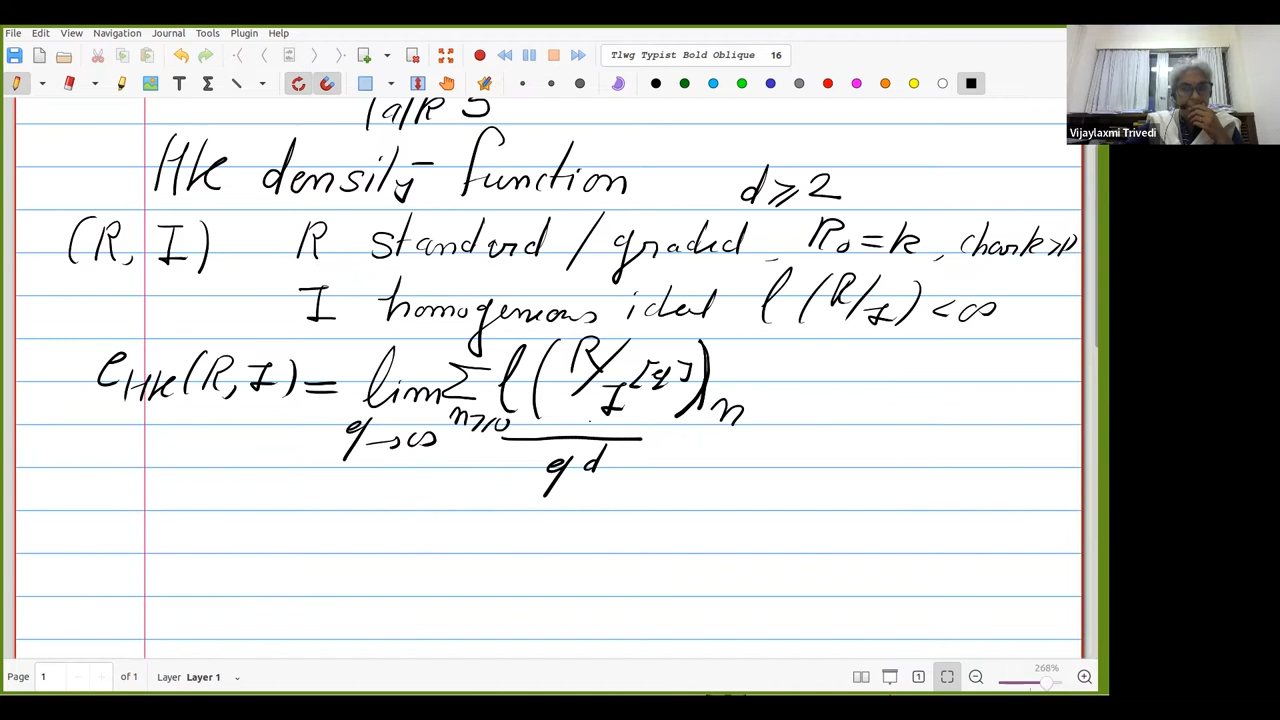 File Edit View Navigation Journal Tools Plugin Help
Tlwg Typist Bold Oblique 16
Vijaylaxmi Trivedi
Talk 5
HK density function d ⩾ 2
(R, I) R standard / graded, R₀ = k, char k
I homogeneous ideal ℓ(R/I) < ∞
e_HK(R, I) = lim_{q→∞} Σ_{n⩾0} ℓ(R/I^{[q]})_n / q^d
Page 1 of 1 Layer Layer 1 268%